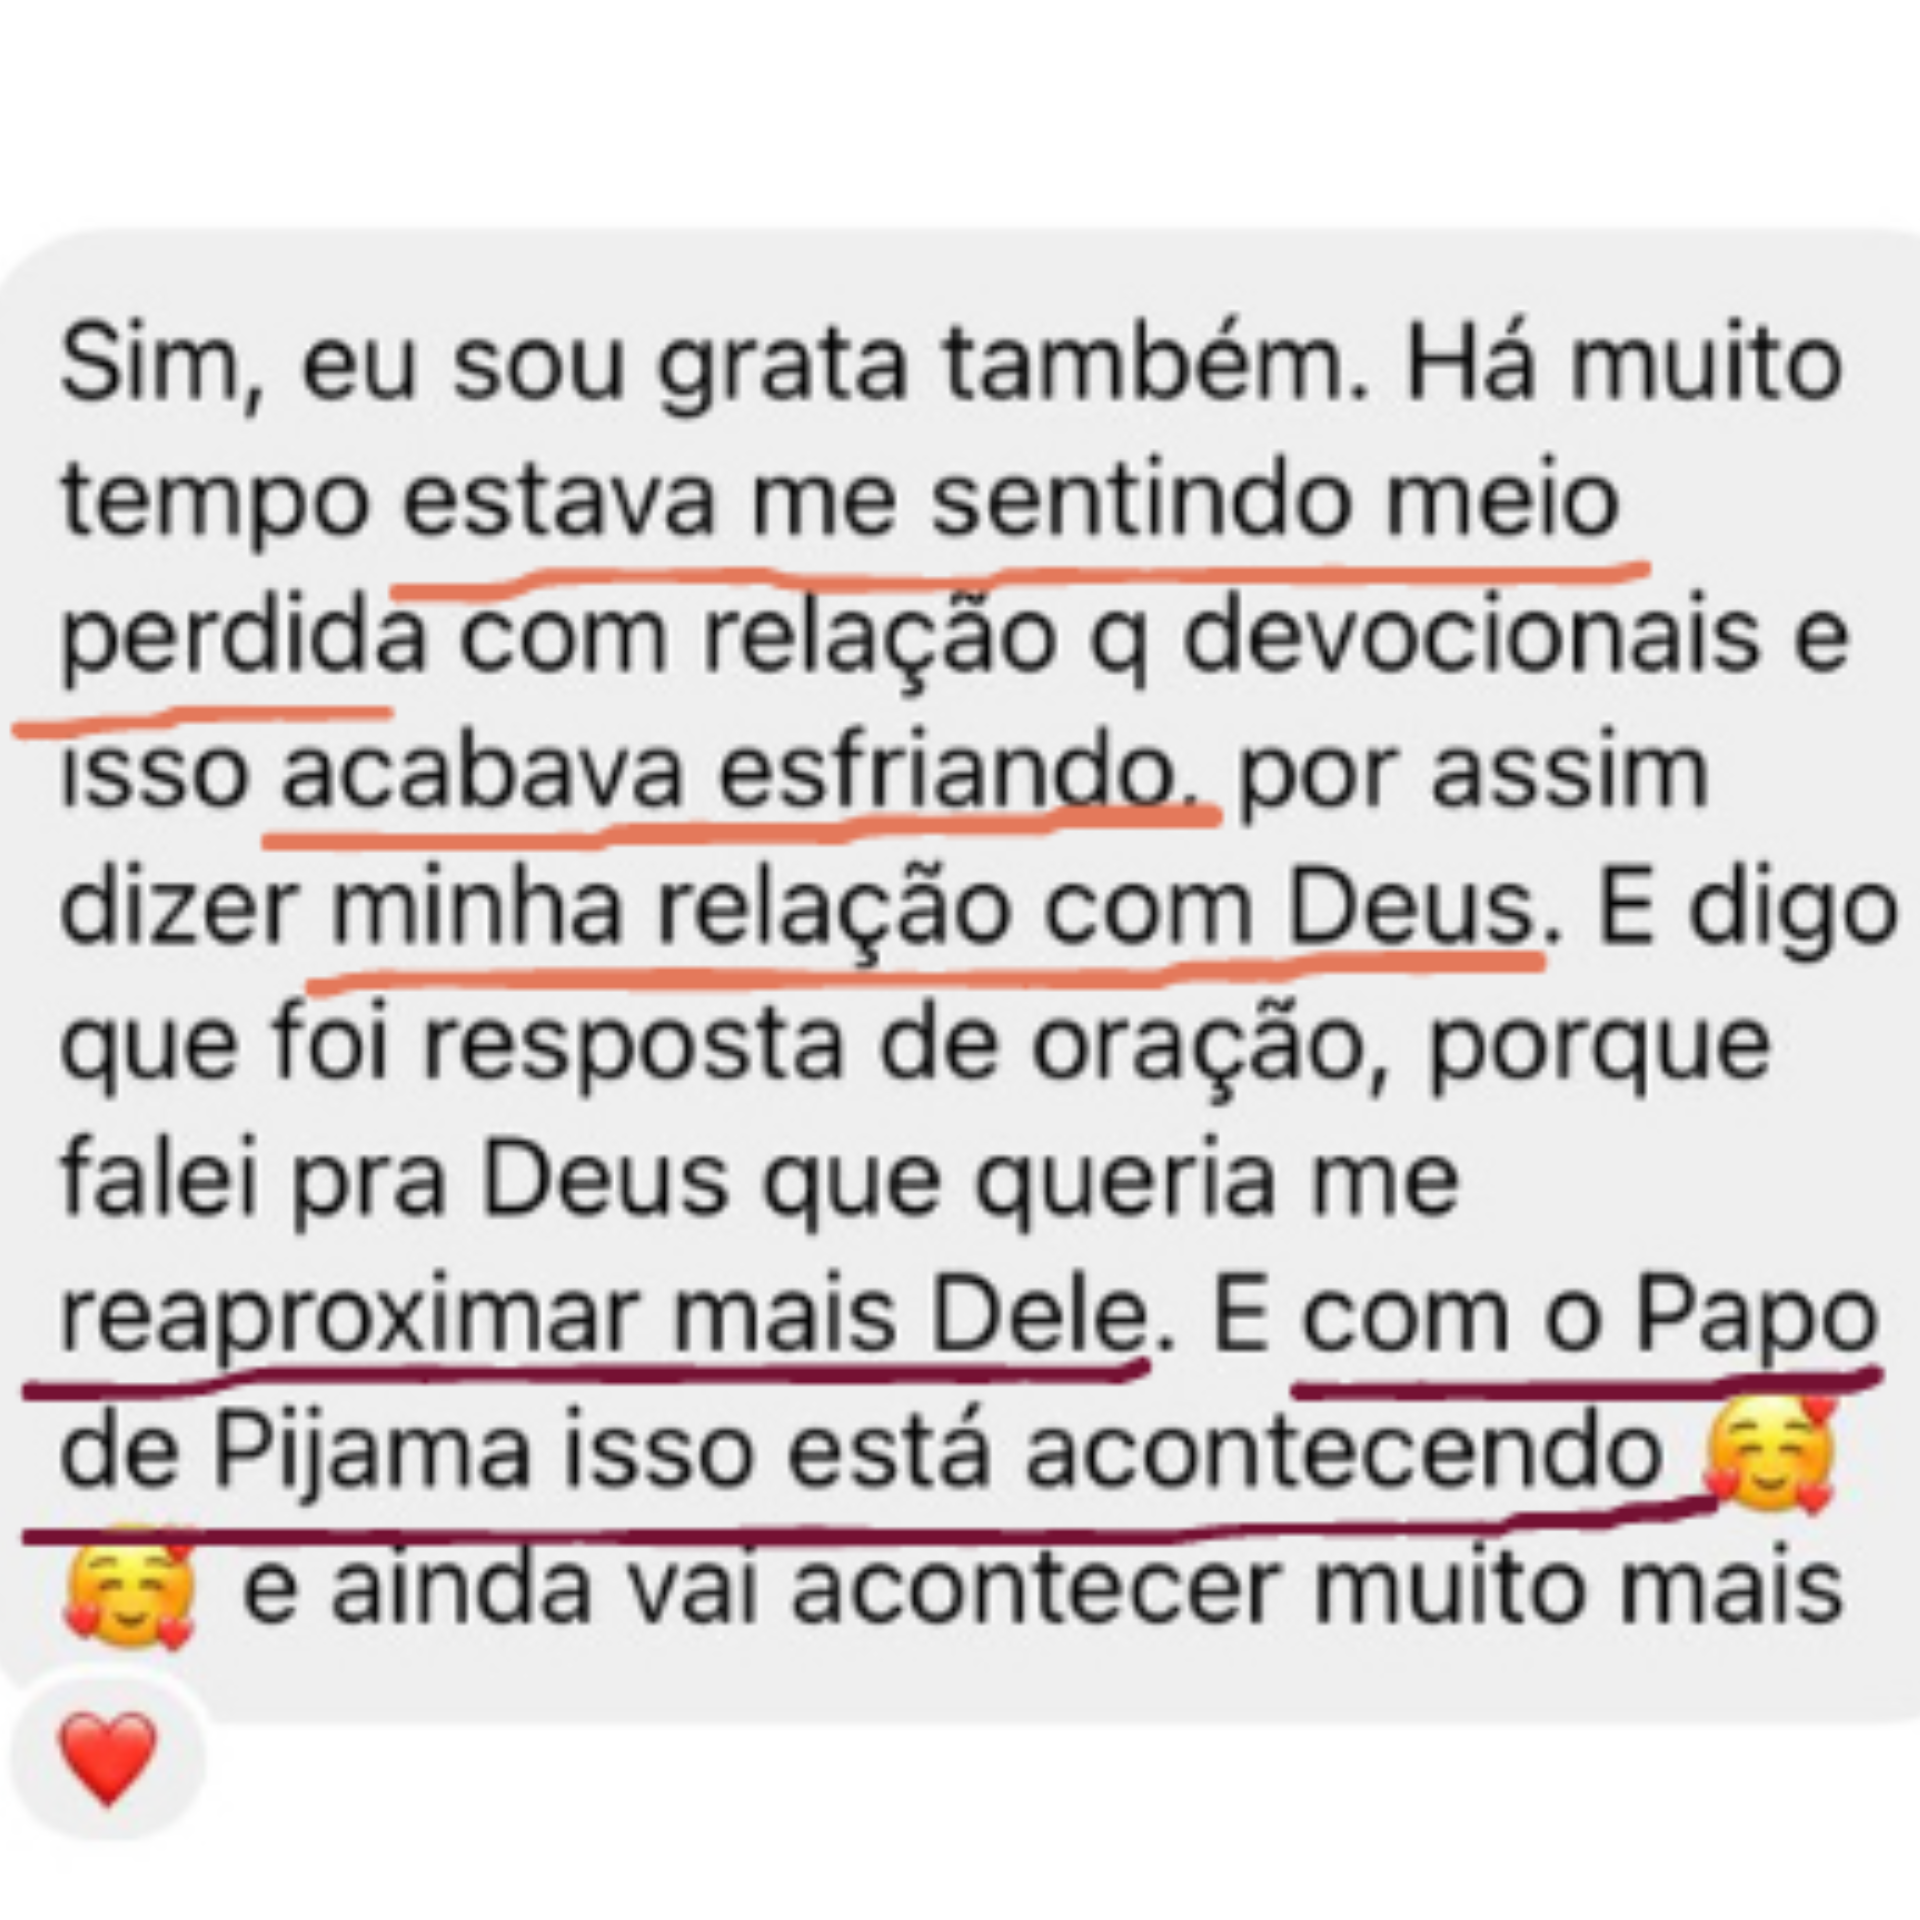 Sim, eu sou grata também. Há muito
tempo estava me sentindo meio
perdida com relação q devocionais e
isso acabava esfriando, por assim
dizer minha relação com Deus. E digo
que foi resposta de oração, porque
falei pra Deus que queria me
reaproximar mais Dele. E com o Papo
de Pijama isso está acontecendo 🥰
🥰 e ainda vai acontecer muito mais
❤️